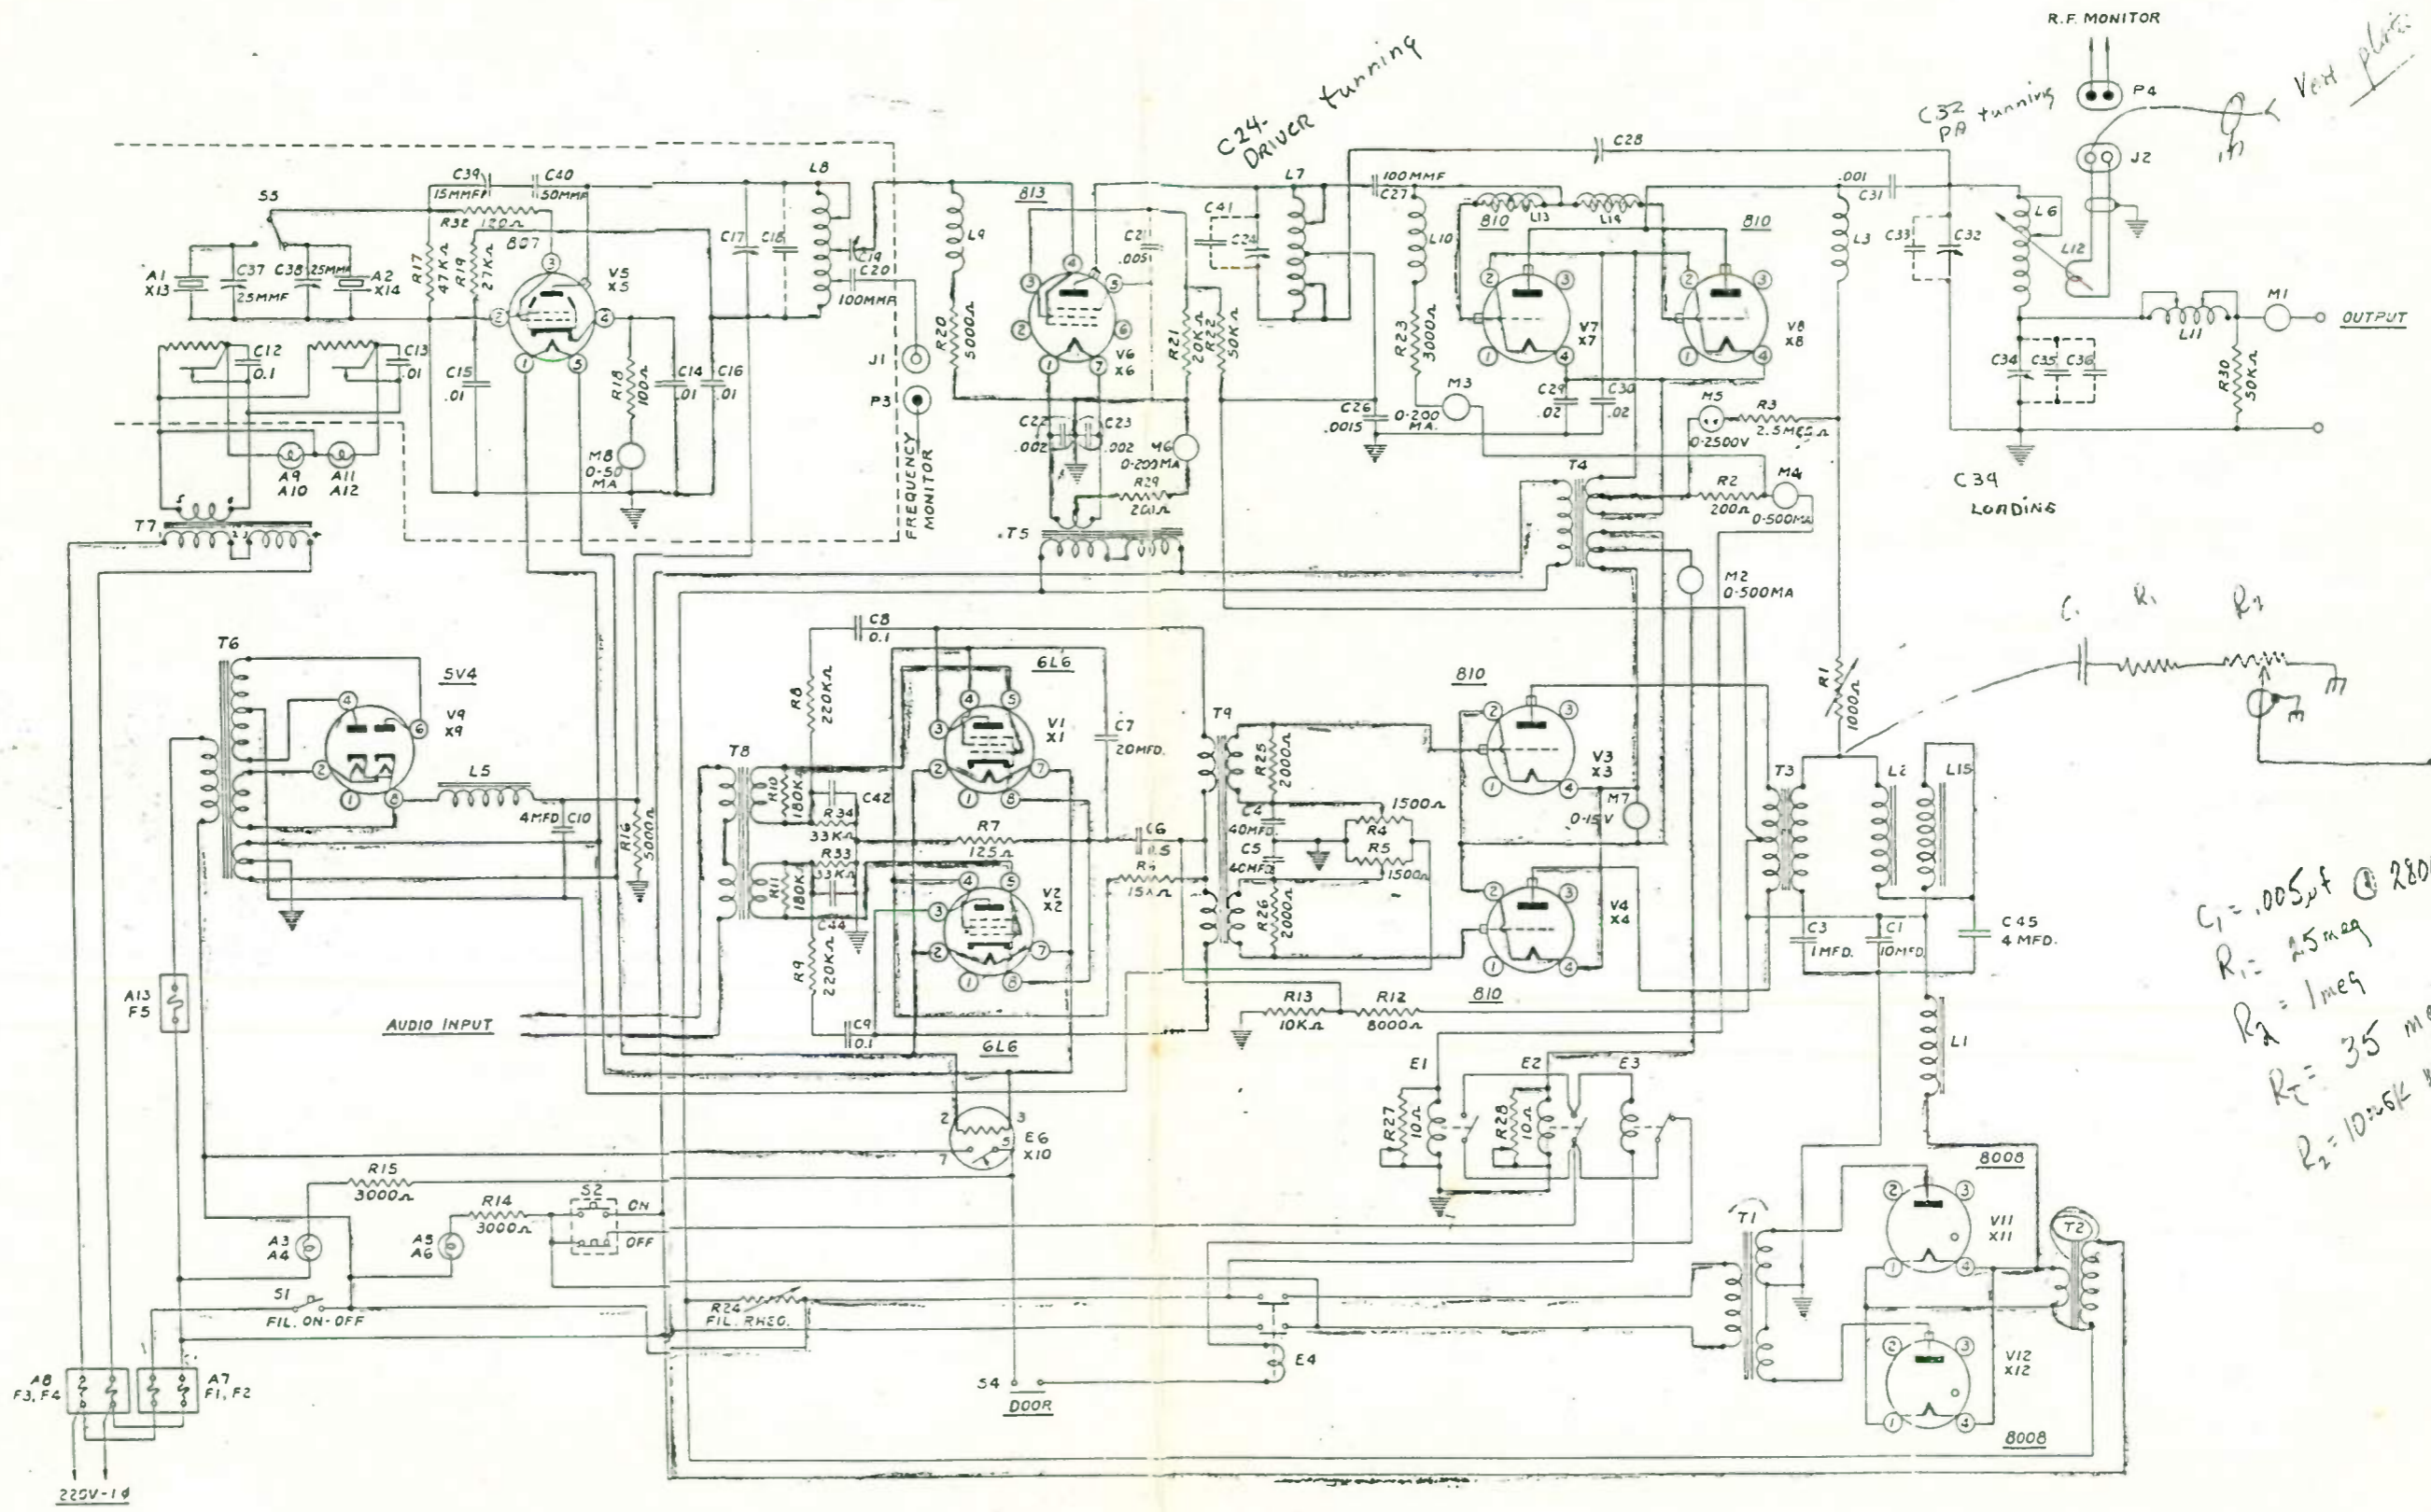 R.F. MONITOR
P4
Vert plate
C32 tunning
PA
C24-
DRIVER tunning
J2
C28
L8
C39
15MMF
C40
50MMF
S5
R32 120Ω
807
813
L7
100MMF
C27
.001
C31
L6
A1
X13
C37
25MMF
C38
25MMF
A2
X14
R17
47KΩ
R19
27KΩ
V5
X5
C17
C18
C19
C20
100MMF
L9
C21
.005
C41
C24
L10
810
L13
L14
810
L3
C33
C32
L12
C12
0.1
C13
.01
C15
.01
R18
100Ω
C14
.01
C16
.01
J1
P3
R20
5000Ω
V6
X6
R21
20KΩ
R22
50KΩ
R23
3000Ω
V7
X7
V8
X8
M1
OUTPUT
L11
C34
C35
C36
R30
50KΩ
M3
0-200
MA.
C29
.02
C30
.02
M5
0-2500V
R3
2.5MEGΩ
C26
.0015
C22
.002
C23
.002
M6
0-200MA
R29
200Ω
M8
0-50
MA
FREQUENCY
MONITOR
A9
A10
A11
A12
T7
T5
T4
R2
200Ω
M4
0-500MA
C34
LOADING
M2
0-500MA
C1
R1
R2
T6
5V4
V9
X9
L5
4MFD
C10
R16
5000Ω
C8
0.1
R8
220KΩ
6L6
V1
X1
C7
20MFD.
T8
R10
180KΩ
C42
R34
33KΩ
R7
125Ω
R33
33KΩ
R11
180KΩ
C44
V2
X2
R9
220KΩ
C9
0.1
6L6
C6
T9
R25
2000Ω
C4
40MFD.
C5
40MFD
R26
2000Ω
1500Ω
R4
R5
1500Ω
810
V3
X3
M7
0-15V
V4
X4
810
R1
1000Ω
T3
L2
L15
C3
1MFD.
C1
10MFD.
C45
4 MFD.
L1
C1= .005µf @
R1= 25meg
R2= 1meg
35
A13
F5
AUDIO INPUT
R13
10KΩ
R12
8000Ω
E1
E2
E3
R27
10Ω
R28
10Ω
2
3
5
7
E6
X10
R15
3000Ω
R14
3000Ω
S2
ON
OFF
A3
A4
A5
A6
S1
FIL. ON-OFF
R24
FIL. RHEO.
E4
S4
DOOR
T1
8008
V11
X11
T2
V12
X12
8008
A8
F3, F4
A7
F1, F2
220V-1Φ